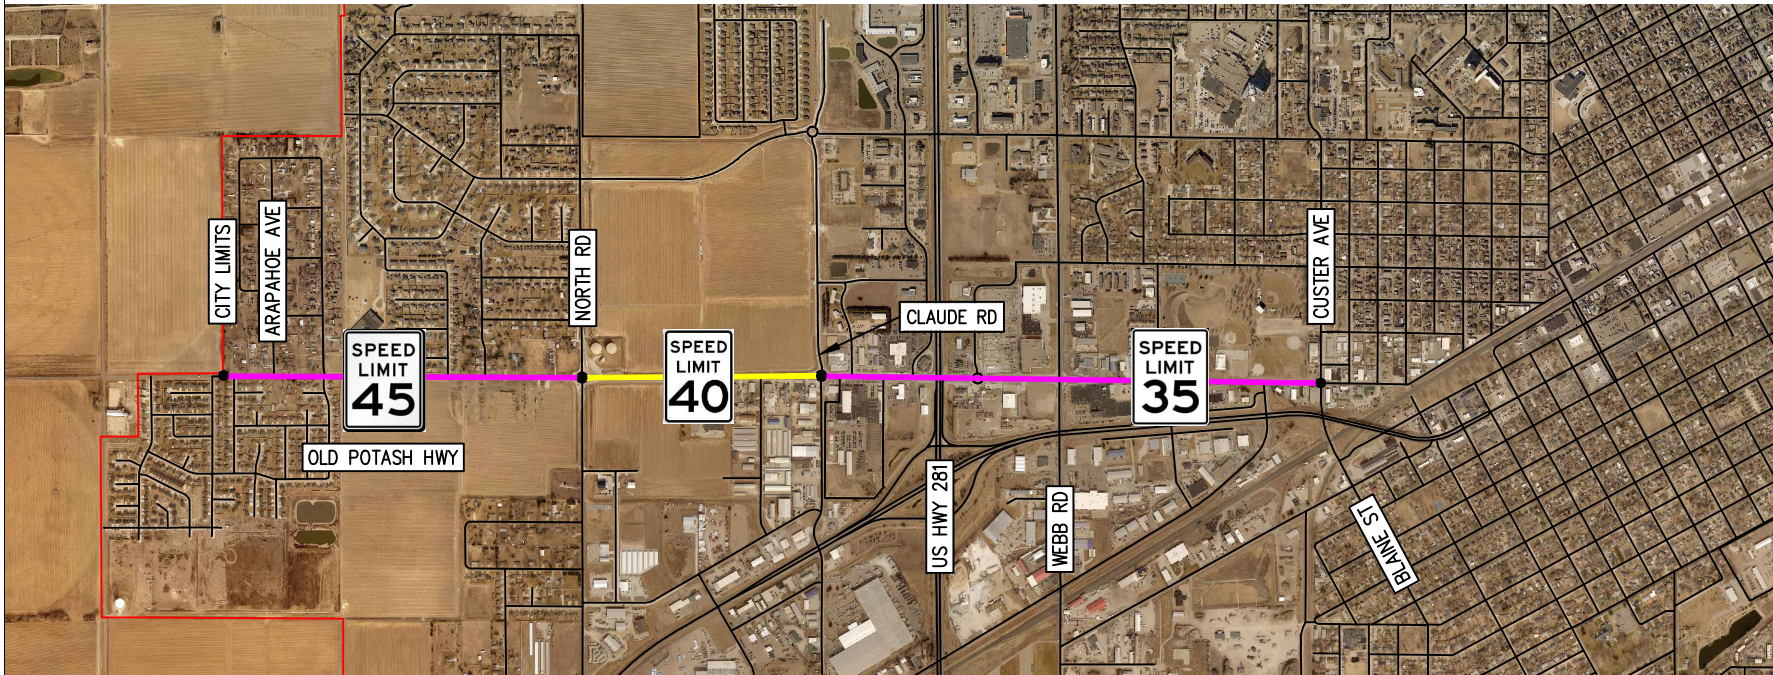 CITY LIMITS
ARAPAHOE AVE
NORTH RD
CUSTER AVE
CLAUDE RD
SPEED
LIMIT
45
SPEED
LIMIT
40
SPEED
LIMIT
35
OLD POTASH HWY
US HWY 281
WEBB RD
BLAINE ST